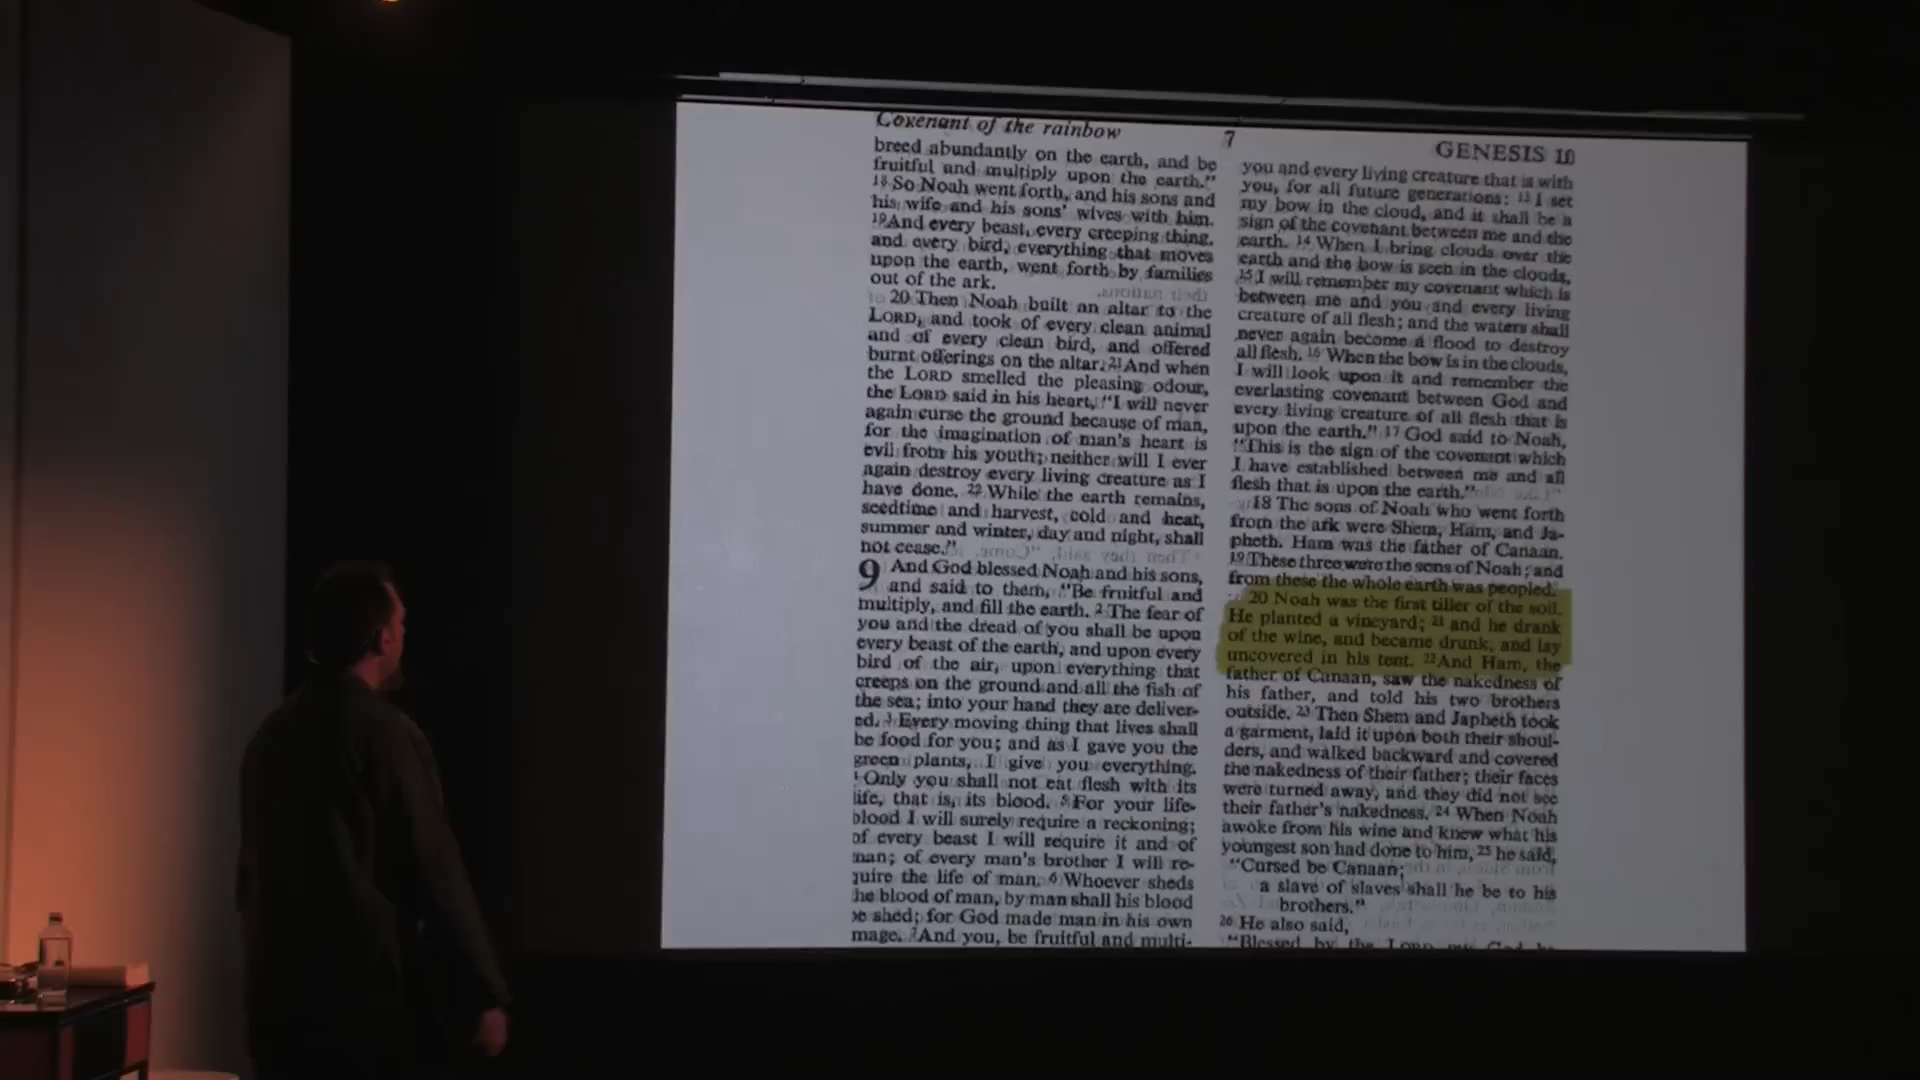 Covenant of the rainbow
7
GENESIS 10
breed abundantly on the earth, and be
fruitful and multiply upon the earth."
18 So Noah went forth, and his sons and
his wife and his sons' wives with him.
19 And every beast, every creeping thing,
and every bird, everything that moves
upon the earth, went forth by families
out of the ark.
20 Then Noah built an altar to the
LORD, and took of every clean animal
and of every clean bird, and offered
burnt offerings on the altar. 21 And when
the LORD smelled the pleasing odour,
the LORD said in his heart, "I will never
again curse the ground because of man,
for the imagination of man's heart is
evil from his youth; neither will I ever
again destroy every living creature as I
have done. 22 While the earth remains,
seedtime and harvest, cold and heat,
summer and winter, day and night, shall
not cease."
9 And God blessed Noah and his sons,
and said to them, "Be fruitful and
multiply, and fill the earth. 2 The fear of
you and the dread of you shall be upon
every beast of the earth, and upon every
bird of the air, upon everything that
creeps on the ground and all the fish of
the sea; into your hand they are deliver-
ed. 3 Every moving thing that lives shall
be food for you; and as I gave you the
green plants, I give you everything.
4 Only you shall not eat flesh with its
life, that is, its blood. 5 For your life-
blood I will surely require a reckoning;
of every beast I will require it and of
man; of every man's brother I will re-
quire the life of man. 6 Whoever sheds
the blood of man, by man shall his blood
be shed; for God made man in his own
mage. 7 And you, be fruitful and multi-
you and every living creature that is with
you, for all future generations: 13 I set
my bow in the cloud, and it shall be a
sign of the covenant between me and the
earth. 14 When I bring clouds over the
earth and the bow is seen in the clouds,
15 I will remember my covenant which is
between me and you and every living
creature of all flesh; and the waters shall
never again become a flood to destroy
all flesh. 16 When the bow is in the clouds,
I will look upon it and remember the
everlasting covenant between God and
every living creature of all flesh that is
upon the earth." 17 God said to Noah,
"This is the sign of the covenant which
I have established between me and all
flesh that is upon the earth."
18 The sons of Noah who went forth
from the ark were Shem, Ham, and Ja-
pheth. Ham was the father of Canaan.
19 These three were the sons of Noah; and
from these the whole earth was peopled.
20 Noah was the first tiller of the soil.
He planted a vineyard; 21 and he drank
of the wine, and became drunk, and lay
uncovered in his tent. 22 And Ham, the
father of Canaan, saw the nakedness of
his father, and told his two brothers
outside. 23 Then Shem and Japheth took
a garment, laid it upon both their shoul-
ders, and walked backward and covered
the nakedness of their father; their faces
were turned away, and they did not see
their father's nakedness. 24 When Noah
awoke from his wine and knew what his
youngest son had done to him, 25 he said,
"Cursed be Canaan;
a slave of slaves shall he be to his
brothers."
26 He also said,
"Blessed by the LORD my God be